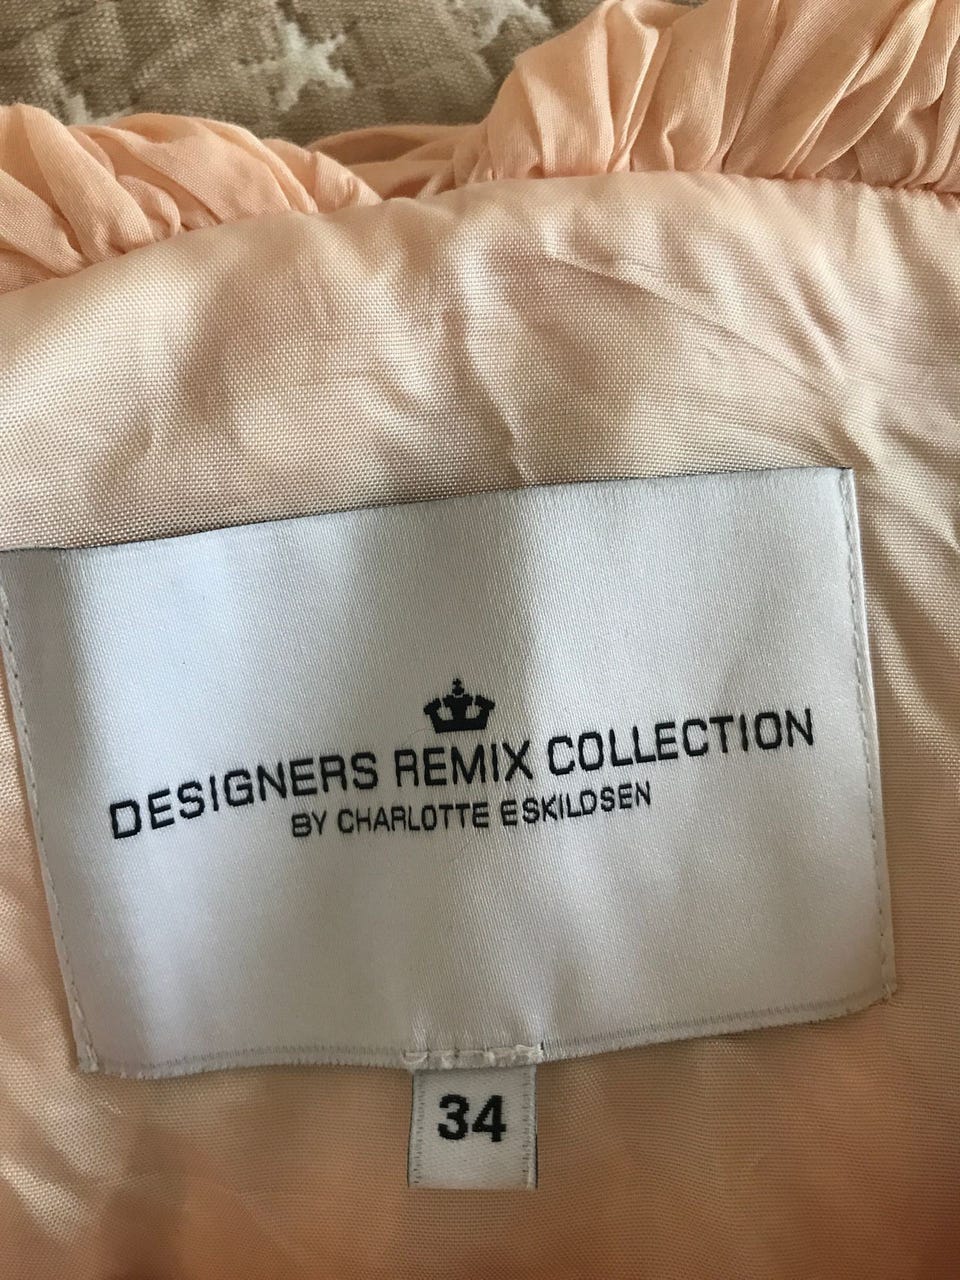 DESIGNERS REMIX COLLECTION
BY CHARLOTTE ESKILDSEN
34